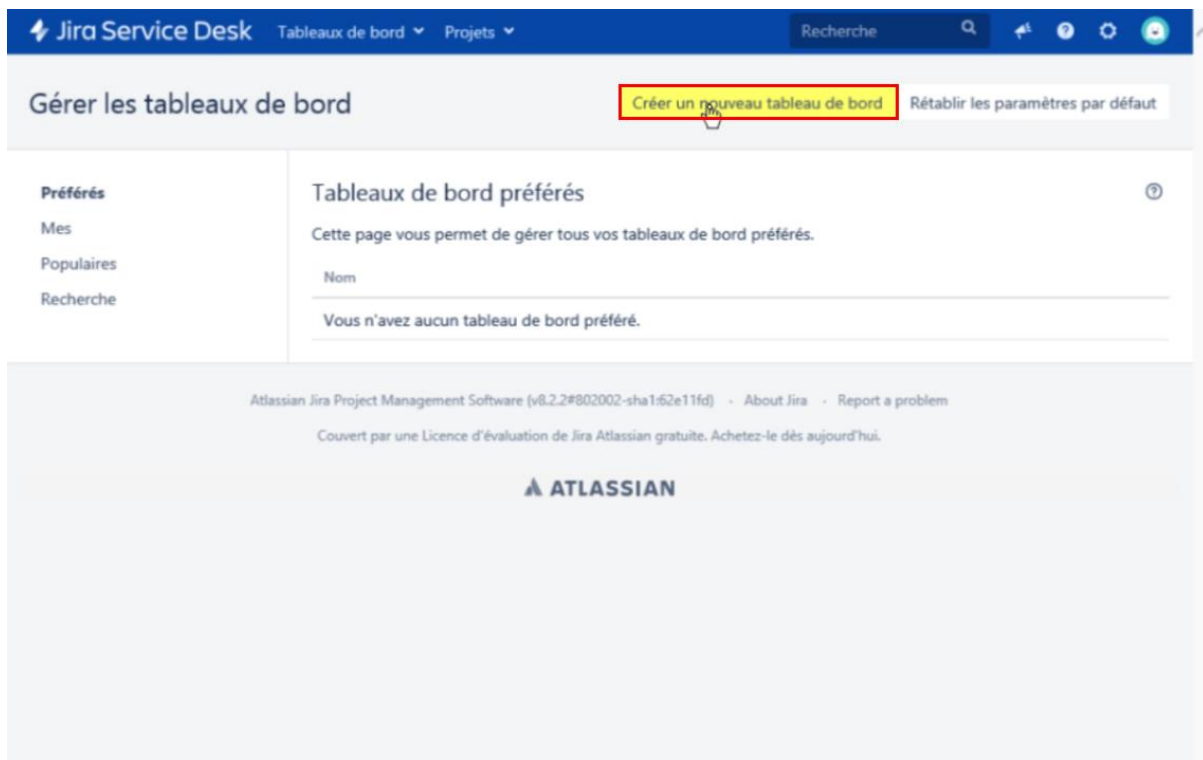 Jira Service Desk Tableaux de bord Projets Recherche
Gérer les tableaux de bord Créer un nouveau tableau de bord Rétablir les paramètres par défaut
Préférés
Mes
Populaires
Recherche
Tableaux de bord préférés
Cette page vous permet de gérer tous vos tableaux de bord préférés.
Nom
Vous n'avez aucun tableau de bord préféré.
Atlassian Jira Project Management Software (v8.2.2#802002-sha1:62e11fd) - About Jira - Report a problem
Couvert par une Licence d'évaluation de Jira Atlassian gratuite. Achetez-le dès aujourd'hui.
ATLASSIAN